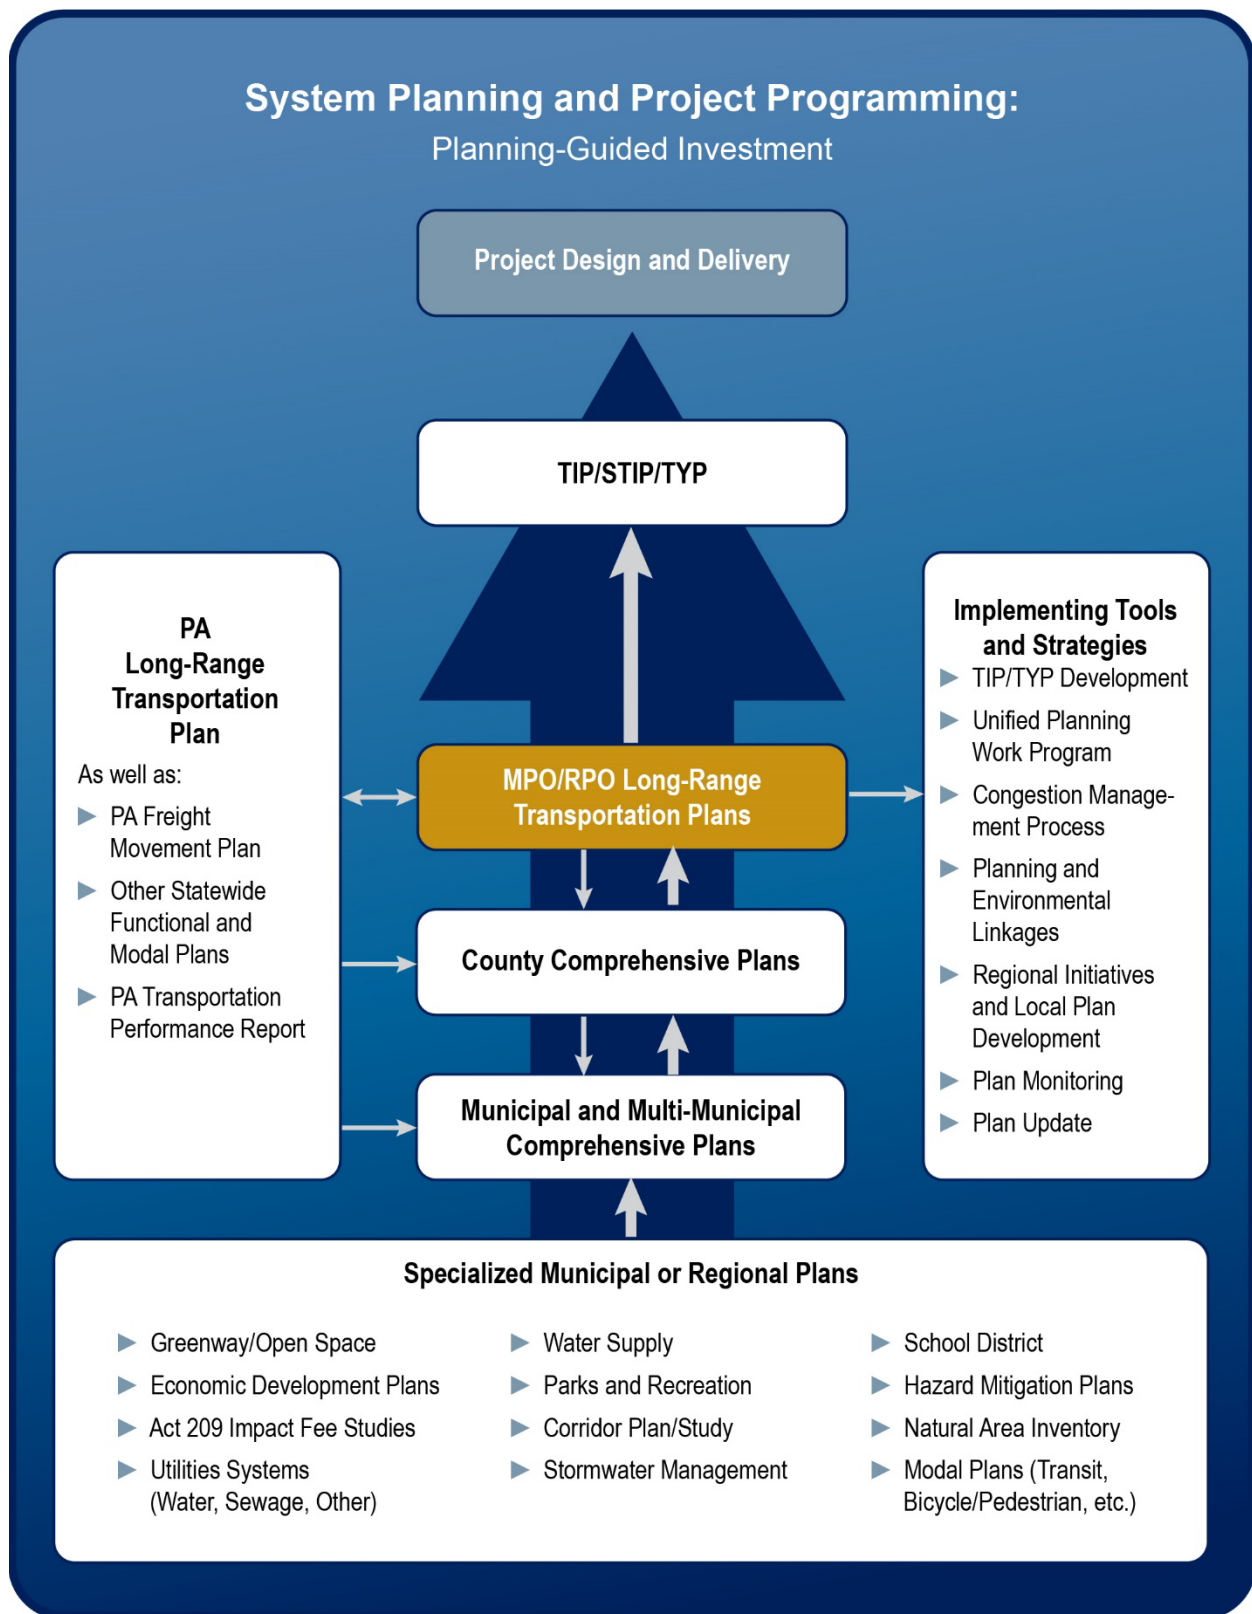 System Planning and Project Programming:
Planning-Guided Investment
Project Design and Delivery
TIP/STIP/TYP
PA
Long-Range
Transportation
Plan
As well as:
PA Freight
Movement Plan
Other Statewide
Functional and
Modal Plans
PA Transportation
Performance Report
MPO/RPO Long-Range
Transportation Plans
County Comprehensive Plans
Municipal and Multi-Municipal
Comprehensive Plans
Implementing Tools
and Strategies
TIP/TYP Development
Unified Planning
Work Program
Congestion Manage-
ment Process
Planning and
Environmental
Linkages
Regional Initiatives
and Local Plan
Development
Plan Monitoring
Plan Update
Specialized Municipal or Regional Plans
Greenway/Open Space
Economic Development Plans
Act 209 Impact Fee Studies
Utilities Systems
(Water, Sewage, Other)
Water Supply
Parks and Recreation
Corridor Plan/Study
Stormwater Management
School District
Hazard Mitigation Plans
Natural Area Inventory
Modal Plans (Transit,
Bicycle/Pedestrian, etc.)